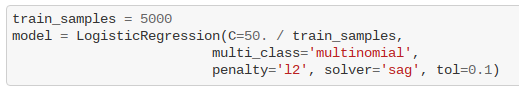 train_samples = 5000
model = LogisticRegression(C=50. / train_samples,
                           multi_class='multinomial',
                           penalty='l2', solver='sag', tol=0.1)